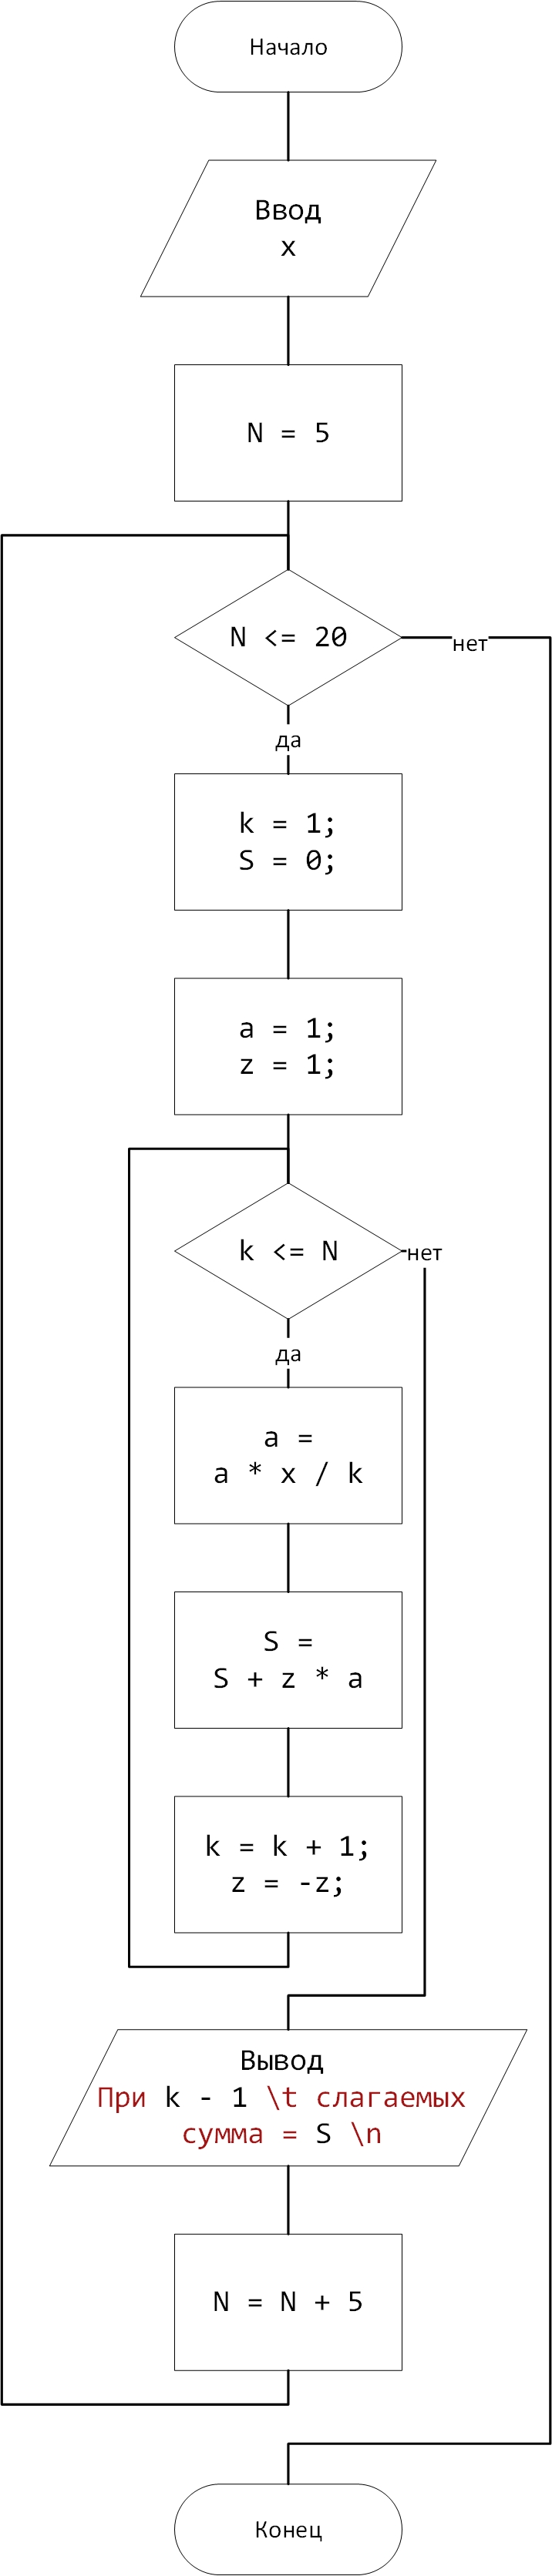 Начало
Ввод
x
N = 5
N <= 20
нет
да
k = 1;
S = 0;
a = 1;
z = 1;
k <= N
нет
да
a =
a * x / k
S =
S + z * a
k = k + 1;
z = -z;
Вывод
При k - 1 \t слагаемых
сумма = S \n
N = N + 5
Конец